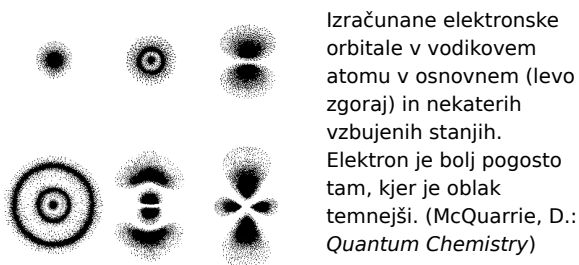 Izračunane elektronske
orbitale v vodikovem
atomu v osnovnem (levo
zgoraj) in nekaterih
vzbujenih stanjih.
Elektron je bolj pogosto
tam, kjer je oblak
temnejši. (McQuarrie, D.:
Quantum Chemistry)